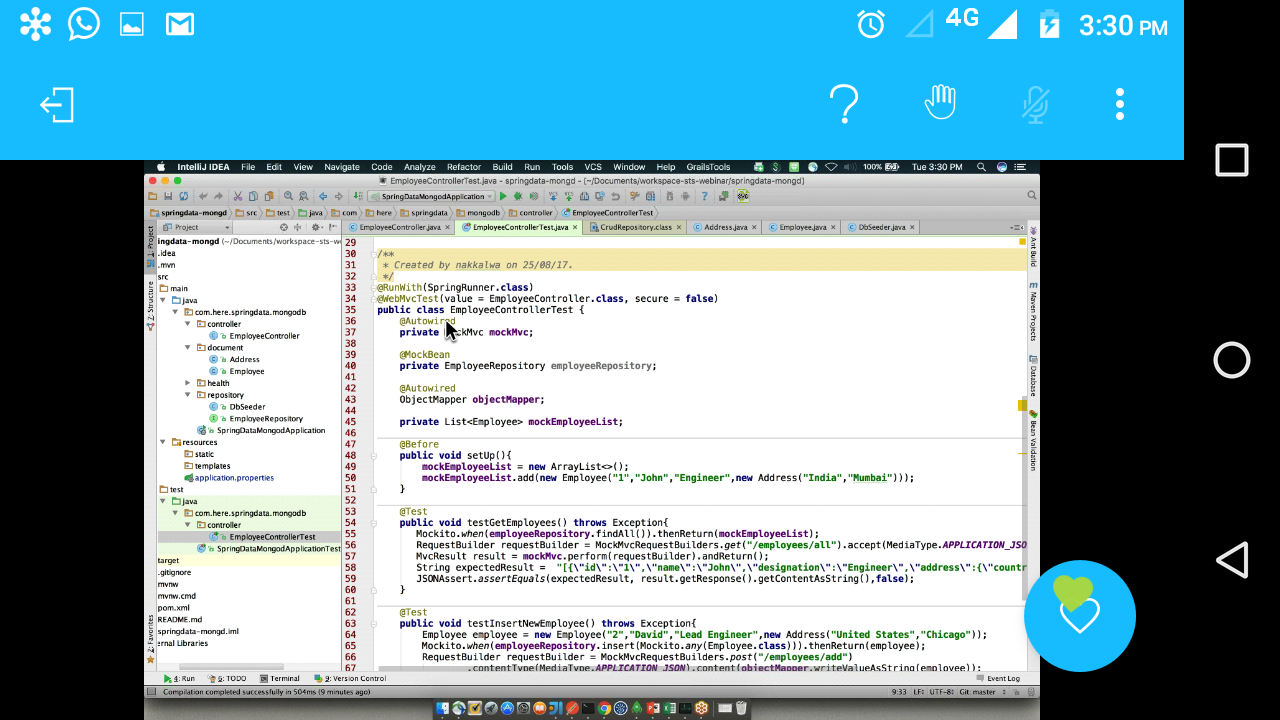 4G 3:30 PM
?
IntelliJ IDEA File Edit View Navigate Code Analyze Refactor Build Run Tools VCS Window Help GrailsTools 100% Tue 3:30 PM
EmployeeControllerTest.java - springdata-mongd - [~/Documents/workspace-sts-webinar/springdata-mongd]
SpringDataMongodApplication
springdata-mongd src test java com here springdata mongodb controller EmployeeControllerTest
Project
EmployeeController.java EmployeeControllerTest.java CrudRepository.class Address.java Employee.java DbSeeder.java
ingdata-mongd (~/Documents/workspace-sts-we
.idea
.mvn
src
main
java
com.here.springdata.mongodb
controller
EmployeeController
document
Address
Employee
health
repository
DbSeeder
EmployeeRepository
SpringDataMongodApplication
resources
static
templates
application.properties
test
java
com.here.springdata.mongodb
controller
EmployeeControllerTest
SpringDataMongodApplicationTest
target
.gitignore
mvnw
mvnw.cmd
pom.xml
README.md
springdata-mongd.iml
ernal Libraries
1: Project
7: Structure
2: Favorites
29
30 /**
31 * Created by nakkalwa on 25/08/17.
32 */
33 @RunWith(SpringRunner.class)
34 @WebMvcTest(value = EmployeeController.class, secure = false)
35 public class EmployeeControllerTest {
36 @Autowired
37 private MockMvc mockMvc;
38
39 @MockBean
40 private EmployeeRepository employeeRepository;
41
42 @Autowired
43 ObjectMapper objectMapper;
44
45 private List<Employee> mockEmployeeList;
46
47 @Before
48 public void setUp(){
49 mockEmployeeList = new ArrayList<>();
50 mockEmployeeList.add(new Employee("1","John","Engineer",new Address("India","Mumbai")));
51 }
52
53 @Test
54 public void testGetEmployees() throws Exception{
55 Mockito.when(employeeRepository.findAll()).thenReturn(mockEmployeeList);
56 RequestBuilder requestBuilder = MockMvcRequestBuilders.get("/employees/all").accept(MediaType.APPLICATION_JSO
57 MvcResult result = mockMvc.perform(requestBuilder).andReturn();
58 String expectedResult = "[{\"id\":\"1\",\"name\":\"John\",\"designation\":\"Engineer\",\"address\":{\"countr
59 JSONAssert.assertEquals(expectedResult, result.getResponse().getContentAsString(),false);
60 }
61
62 @Test
63 public void testInsertNewEmployee() throws Exception{
64 Employee employee = new Employee("2","David","Lead Engineer",new Address("United States","Chicago"));
65 Mockito.when(employeeRepository.insert(Mockito.any(Employee.class))).thenReturn(employee);
66 RequestBuilder requestBuilder = MockMvcRequestBuilders.post("/employees/add")
67 .contentType(MediaType.APPLICATION_JSON).content(objectMapper.writeValueAsString(employee));
Ant Build
Maven Projects
Database
Bean Validation
4: Run 6: TODO Terminal 9: Version Control Event Log
Compilation completed successfully in 504ms (9 minutes ago) 9:33 LF: UTF-8: Git: master